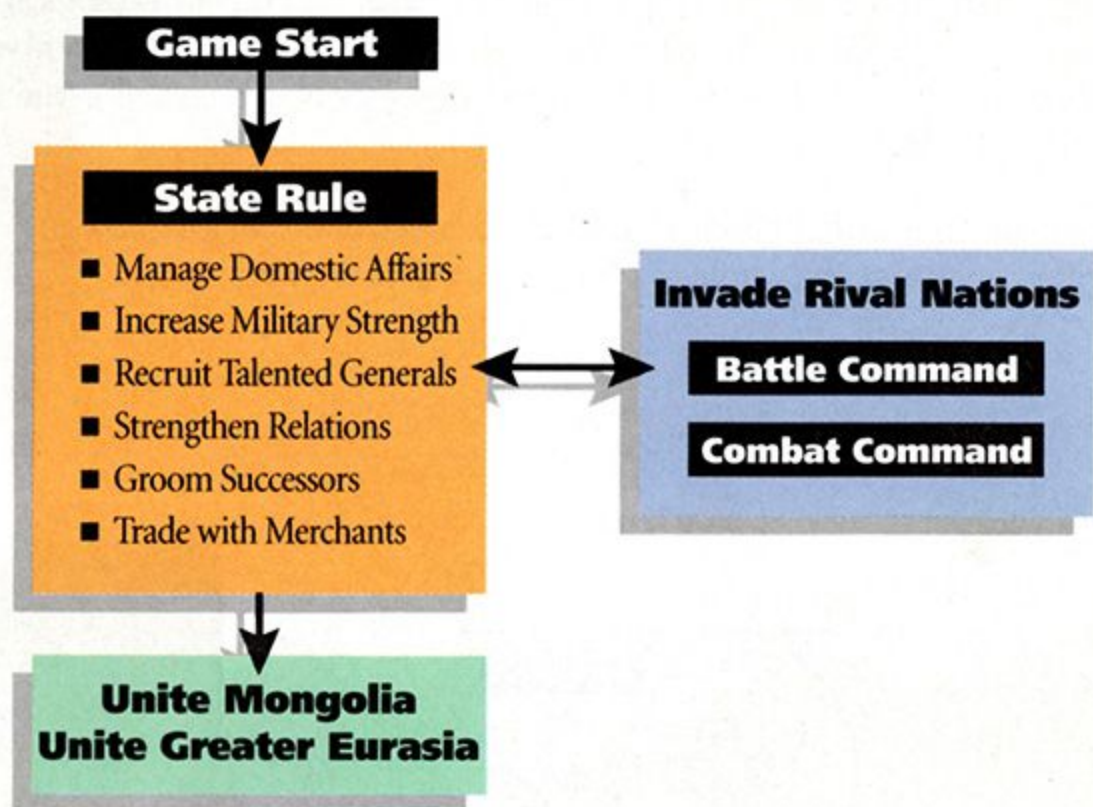 Game Start
State Rule
■ Manage Domestic Affairs
■ Increase Military Strength
■ Recruit Talented Generals
■ Strengthen Relations
■ Groom Successors
■ Trade with Merchants
Invade Rival Nations
Battle Command
Combat Command
Unite Mongolia
Unite Greater Eurasia